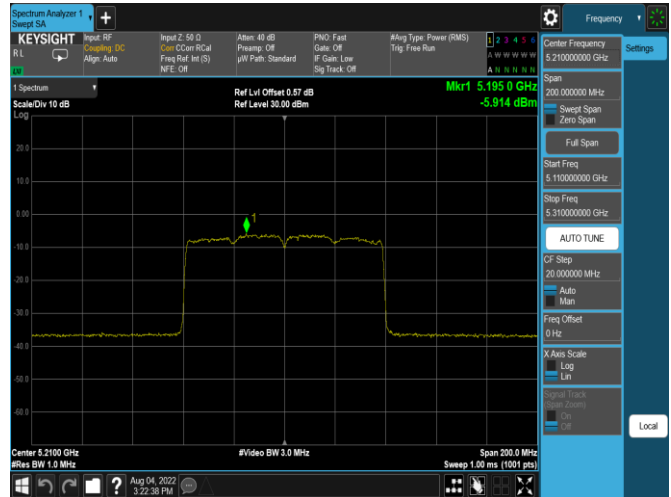 Spectrum Analyzer 1
Swept SA
Frequency
KEYSIGHT
R L
LV
Input: RF
Coupling: DC
Align: Auto
Input Z: 50 Ω
Corr CCorr RCal
Freq Ref: Int (S)
NFE: Off
Atten: 40 dB
Preamp: Off
µW Path: Standard
PNO: Fast
Gate: Off
IF Gain: Low
Sig Track: Off
#Avg Type: Power (RMS)
Trig: Free Run
1 2 3 4 5 6
A W W W W W
A N N N N N
1 Spectrum
Scale/Div 10 dB
Log
Ref Lvl Offset 0.57 dB
Ref Level 30.00 dBm
Mkr1 5.195 0 GHz
-5.914 dBm
20.0
10.0
0.00
-10.0
-20.0
-30.0
-40.0
-50.0
-60.0
1
Center 5.2100 GHz
#Res BW 1.0 MHz
#Video BW 3.0 MHz
Span 200.0 MHz
Sweep 1.00 ms (1001 pts)
Center Frequency
5.210000000 GHz
Span
200.000000 MHz
Swept Span
Zero Span
Full Span
Start Freq
5.110000000 GHz
Stop Freq
5.310000000 GHz
AUTO TUNE
CF Step
20.000000 MHz
Auto
Man
Freq Offset
0 Hz
X Axis Scale
Log
Lin
Signal Track
(Span Zoom)
On
Off
Settings
Local
?
Aug 04, 2022
3:22:38 PM